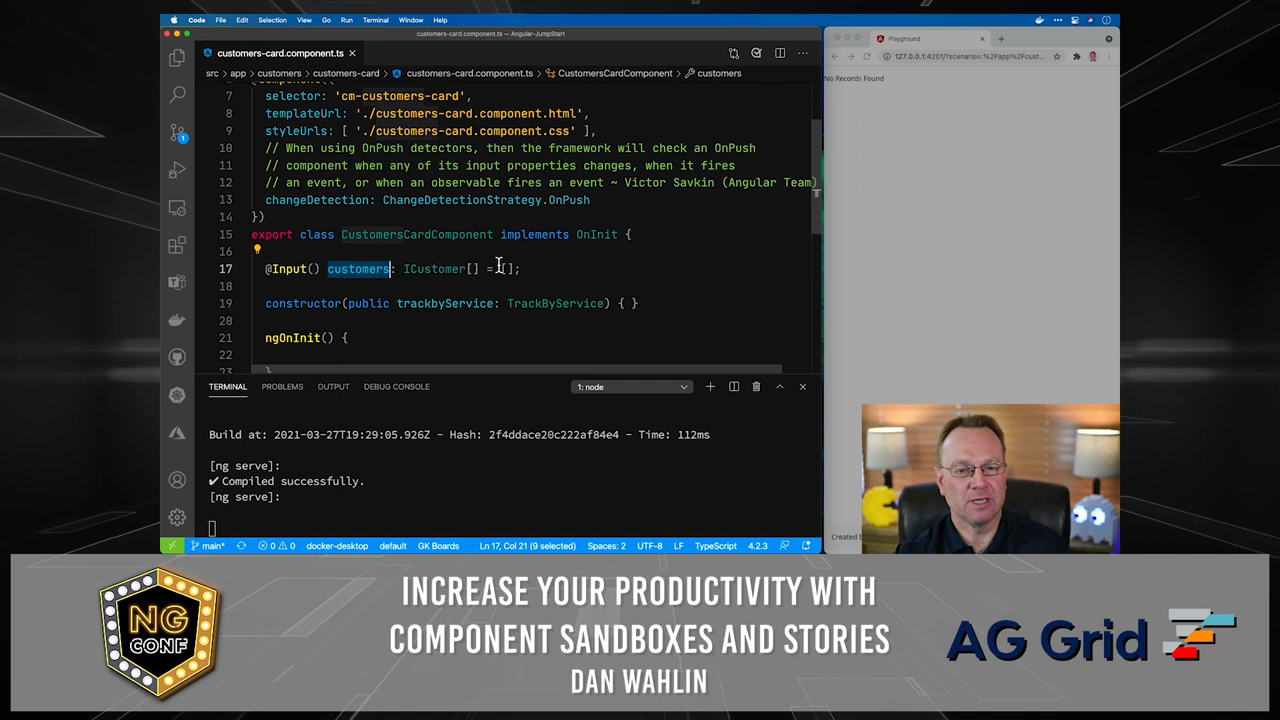 Code File Edit Selection View Go Run Terminal Window Help
customers-card.component.ts — Angular-JumpStart
customers-card.component.ts
src > app > customers > customers-card > customers-card.component.ts > CustomersCardComponent > customers
7 selector: 'cm-customers-card',
8 templateUrl: './customers-card.component.html',
9 styleUrls: [ './customers-card.component.css' ],
10 // When using OnPush detectors, then the framework will check an OnPush
11 // component when any of its input properties changes, when it fires
12 // an event, or when an observable fires an event ~ Victor Savkin (Angular Team)
13 changeDetection: ChangeDetectionStrategy.OnPush
14 })
15 export class CustomersCardComponent implements OnInit {
16
17 @Input() customers: ICustomer[] = [];
18
19 constructor(public trackbyService: TrackByService) { }
20
21 ngOnInit() {
22
23 }
TERMINAL PROBLEMS OUTPUT DEBUG CONSOLE 1: node
Build at: 2021-03-27T19:29:05.926Z - Hash: 2f4ddace20c222af84e4 - Time: 112ms
[ng serve]:
✔ Compiled successfully.
[ng serve]:
1
main* 0 0 docker-desktop default GK Boards Ln 17, Col 21 (9 selected) Spaces: 2 UTF-8 LF TypeScript 4.2.3
Playground
127.0.0.1:4201/?scenario=.%2Fapp%2Fcust...
No Records Found
Created
NG
CONF
INCREASE YOUR PRODUCTIVITY WITH
COMPONENT SANDBOXES AND STORIES
DAN WAHLIN
AG Grid